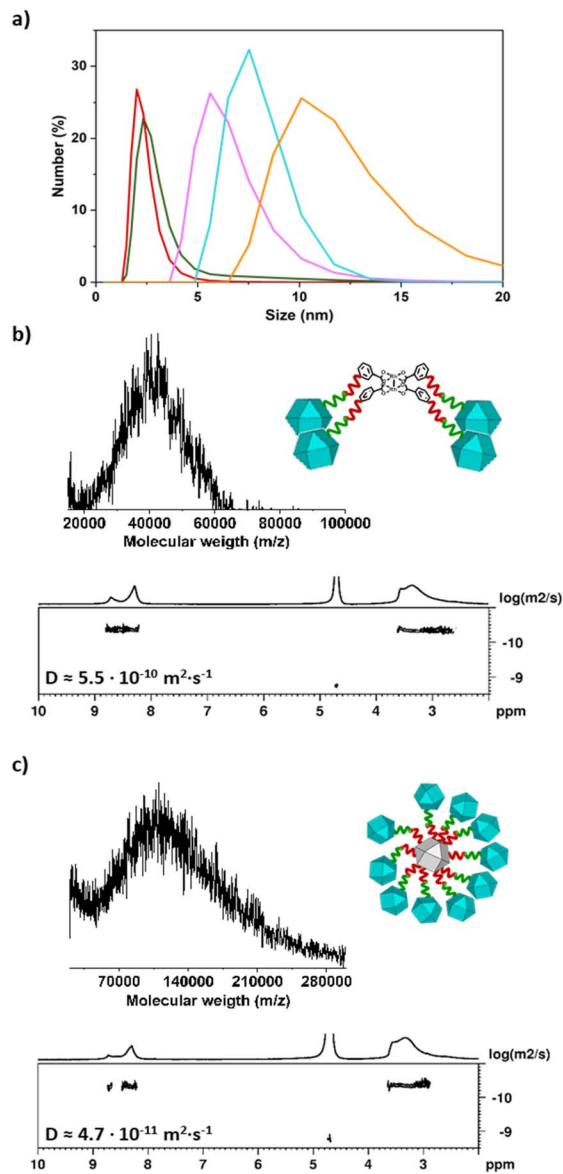 a)
30
20
10
0
Number (%)
0 5 10 15 20
Size (nm)
b)
20000 40000 60000 80000 100000
Molecular weigth (m/z)
log(m2/s)
-10
-9
D ≈ 5.5 · 10-10 m2·s-1
10 9 8 7 6 5 4 3 ppm
c)
70000 140000 210000 280000
Molecular weigth (m/z)
log(m2/s)
-10
-9
D ≈ 4.7 · 10-11 m2·s-1
10 9 8 7 6 5 4 3 ppm